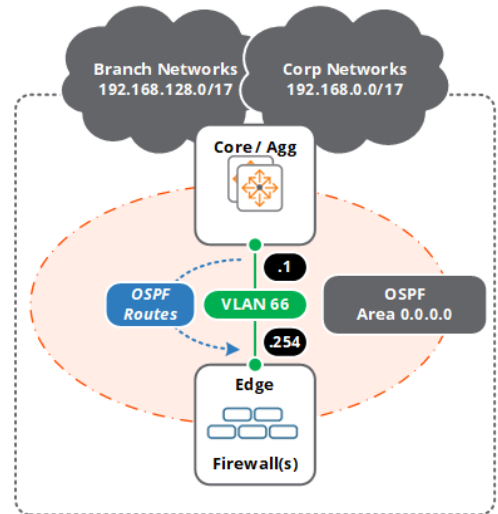 Branch Networks
192.168.128.0/17
Corp Networks
192.168.0.0/17
Core / Agg
.1
OSPF
Routes
VLAN 66
OSPF
Area 0.0.0.0
.254
Edge
Firewall(s)